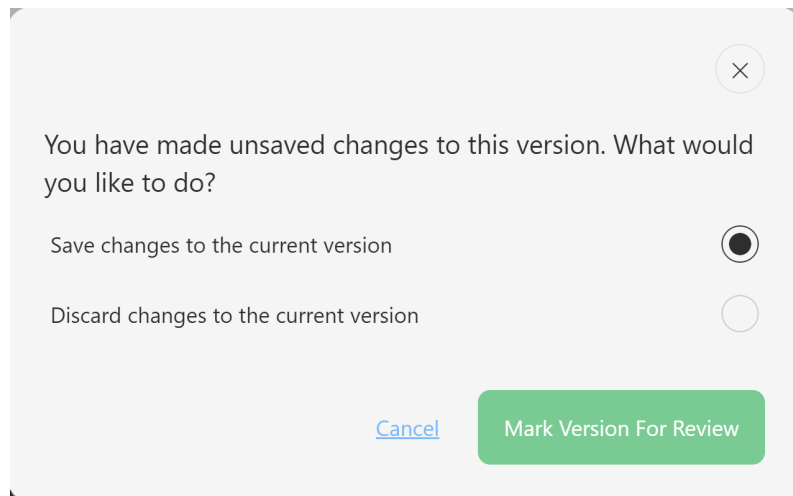 You have made unsaved changes to this version. What would
you like to do?
Save changes to the current version
Discard changes to the current version
Cancel
Mark Version For Review